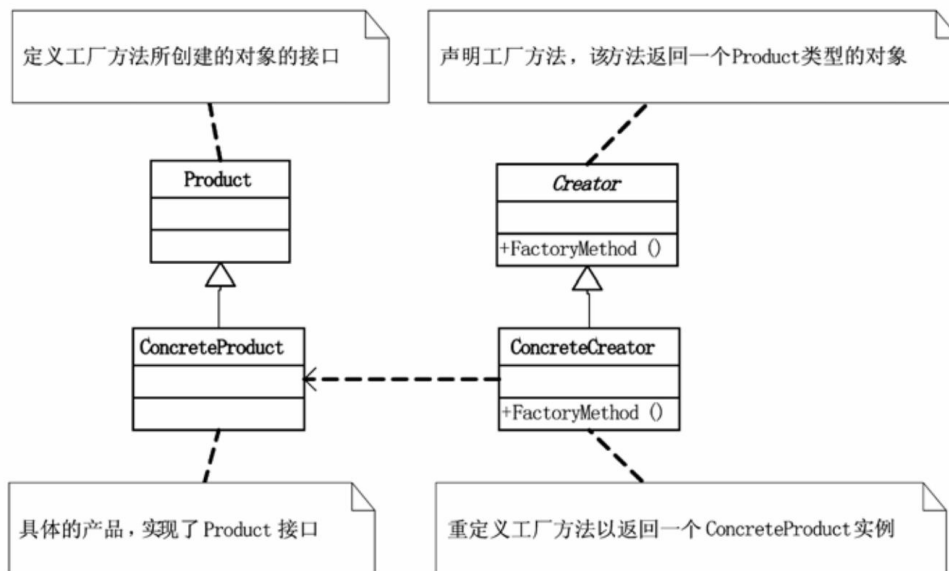 定义工厂方法所创建的对象的接口
声明工厂方法，该方法返回一个Product类型的对象
Product
Creator
+FactoryMethod ()
ConcreteProduct
ConcreteCreator
+FactoryMethod ()
具体的产品，实现了Product 接口
重定义工厂方法以返回一个ConcreteProduct实例